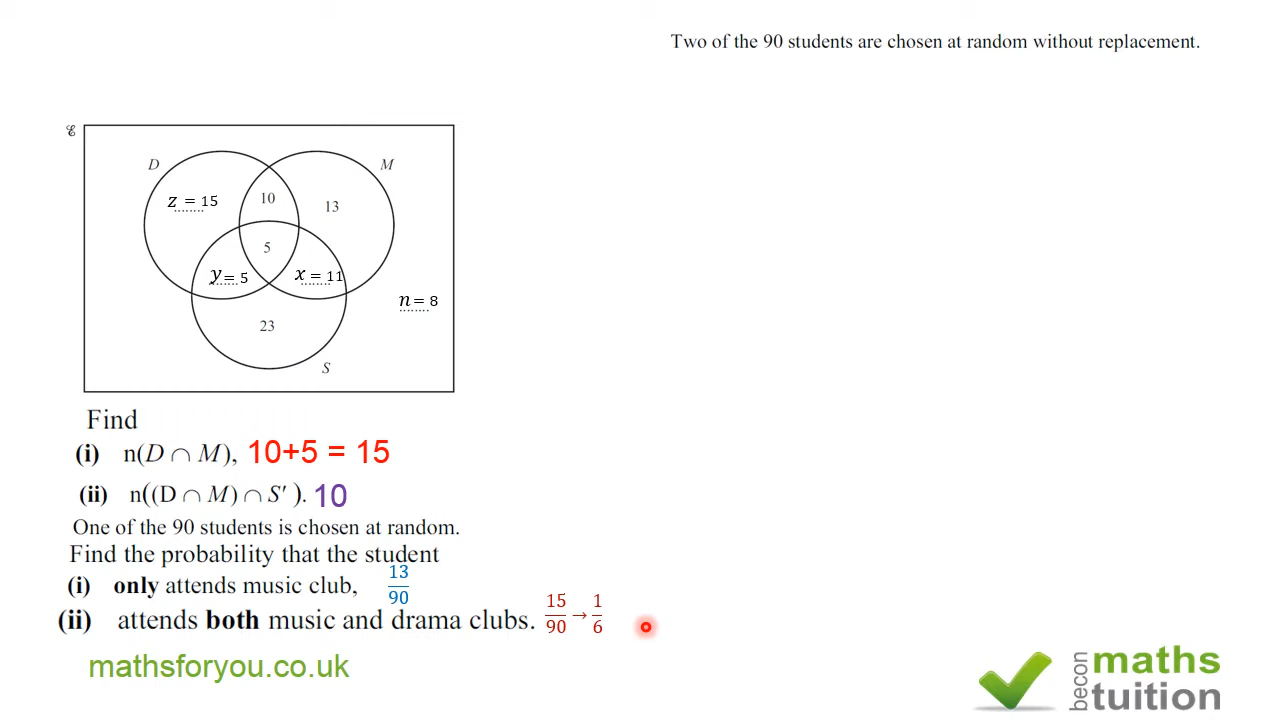 Two of the 90 students are chosen at random without replacement.
ℰ
D
M
z = 15
10
13
5
y = 5
x = 11
n = 8
23
S
Find
(i) n(D ∩ M), 10+5 = 15
(ii) n((D ∩ M) ∩ S′). 10
One of the 90 students is chosen at random.
Find the probability that the student
(i) only attends music club, 13/90
(ii) attends both music and drama clubs. 15/90 → 1/6
mathsforyou.co.uk
becon
maths
tuition